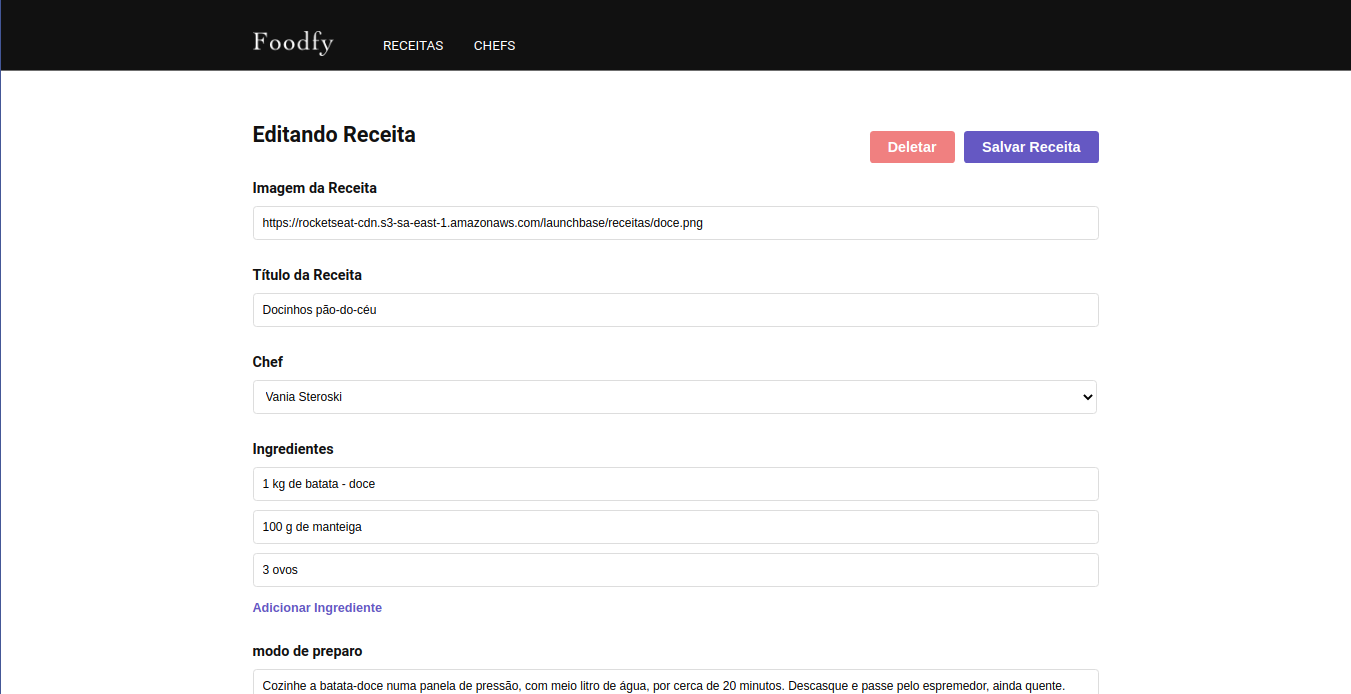 Foodfy RECEITAS CHEFS
Editando Receita
Deletar Salvar Receita
Imagem da Receita
https://rocketseat-cdn.s3-sa-east-1.amazonaws.com/launchbase/receitas/doce.png
Título da Receita
Docinhos pão-do-céu
Chef
Vania Steroski
Ingredientes
1 kg de batata - doce
100 g de manteiga
3 ovos
Adicionar Ingrediente
modo de preparo
Cozinhe a batata-doce numa panela de pressão, com meio litro de água, por cerca de 20 minutos. Descasque e passe pelo espremedor, ainda quente.